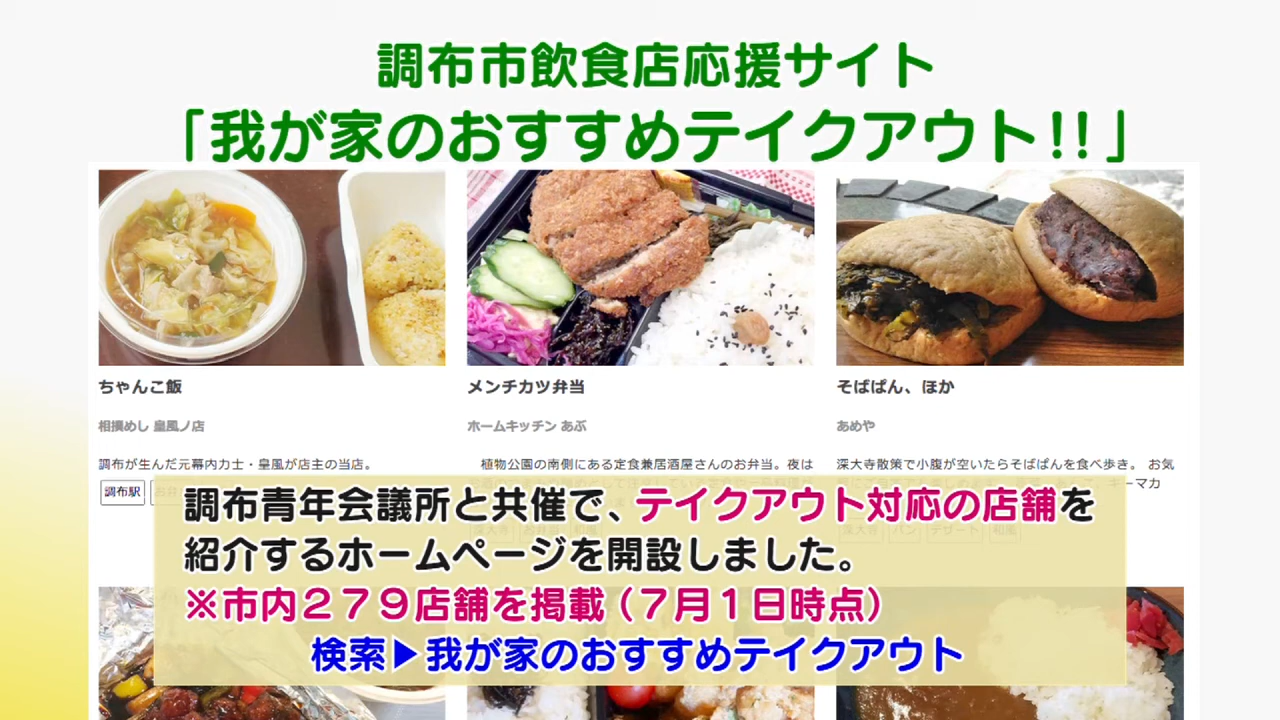 調布市飲食店応援サイト
「我が家のおすすめテイクアウト!!」
ちゃんこ飯
メンチカツ弁当
そばぱん、ほか
相撲めし 皇風ノ店
ホームキッチン あぶ
あめや
調布が生んだ元幕内力士・皇風が店主の当店。
植物公園の南側にある定食兼居酒屋さんのお弁当。夜は
深大寺散策で小腹が空いたらそばぱんを食べ歩き。 お気
調布駅
調布青年会議所と共催で、テイクアウト対応の店舗を
紹介するホームページを開設しました。
※市内２７９店舗を掲載（７月１日時点）
検索▶我が家のおすすめテイクアウト